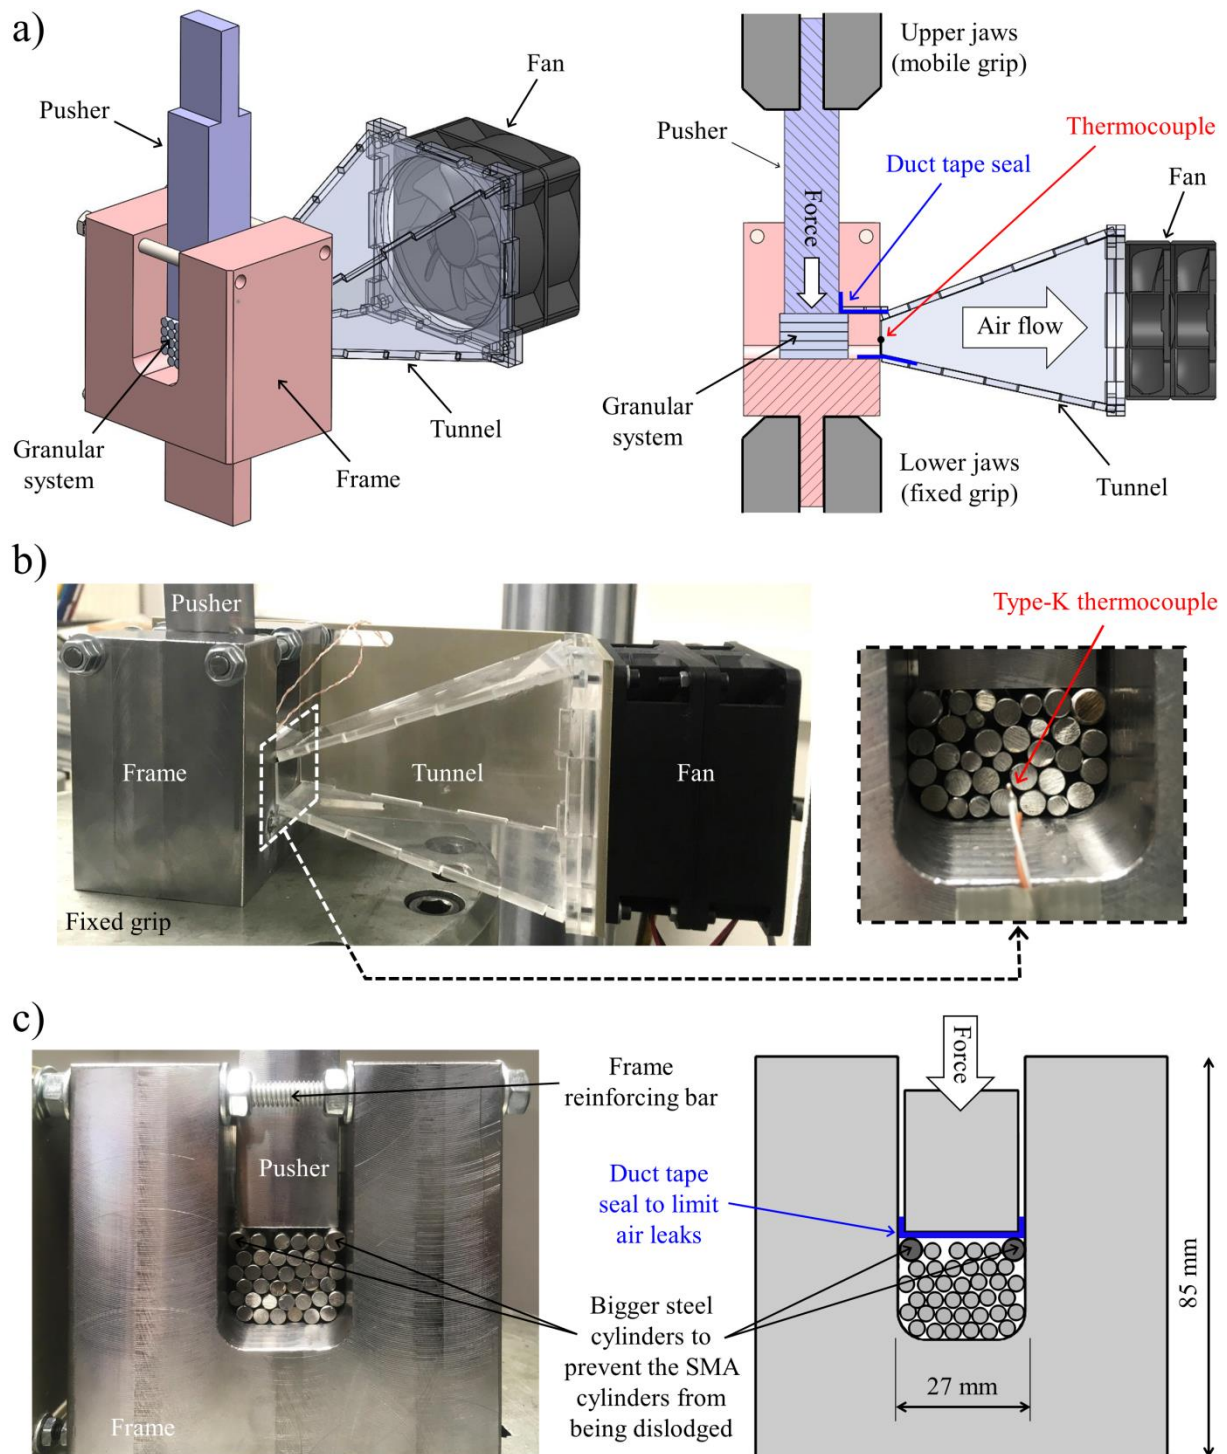 a)
Fan
Pusher
Granular
system
Frame
Tunnel
Upper jaws
(mobile grip)
Thermocouple
Pusher
Duct tape seal
Fan
Force
Air flow
Granular
system
Lower jaws
(fixed grip)
Tunnel
b)
Pusher
Type-K thermocouple
Frame
Tunnel
Fan
Fixed grip
c)
Frame
reinforcing bar
Force
Pusher
Duct tape
seal to limit
air leaks
85 mm
Bigger steel
cylinders to
prevent the SMA
cylinders from
being dislodged
27 mm
Frame